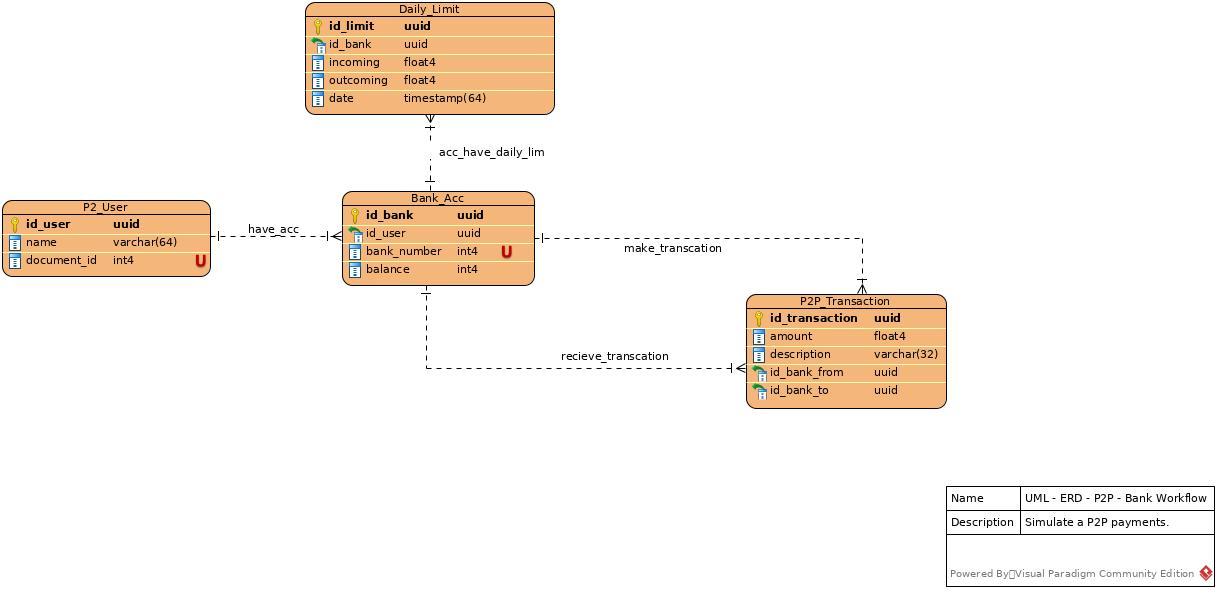 Daily_Limit
id_limit uuid
id_bank uuid
incoming float4
outcoming float4
date timestamp(64)
acc_have_daily_lim
P2_User
id_user uuid
name varchar(64)
document_id int4 U
have_acc
Bank_Acc
id_bank uuid
id_user uuid
bank_number int4 U
balance int4
make_transcation
recieve_transcation
P2P_Transaction
id_transaction uuid
amount float4
description varchar(32)
id_bank_from uuid
id_bank_to uuid
Name UML - ERD - P2P - Bank Workflow
Description Simulate a P2P payments.
Powered By Visual Paradigm Community Edition